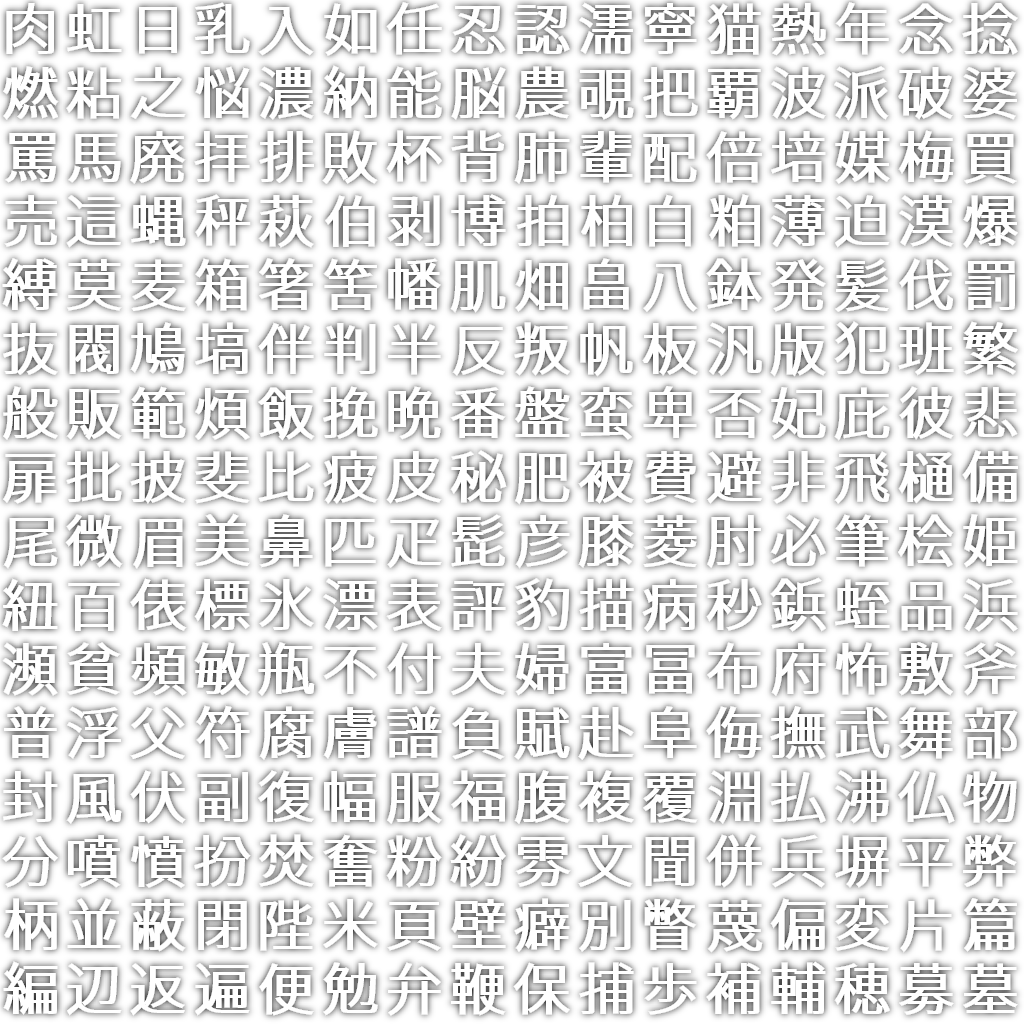 肉虹日乳入如任忍認濡寧猫熱年念捻
燃粘之悩濃納能脳農覗把覇波派破婆
罵馬廃拝排敗杯背肺輩配倍培媒梅買
売這蝿秤萩伯剥博拍柏白粕薄迫漠爆
縛莫麦箱箸筈幡肌畑畠八鉢発髪伐罰
抜閥鳩塙伴判半反叛帆板汎版犯班繁
般販範煩飯挽晩番盤蛮卑否妃庇彼悲
扉批披斐比疲皮秘肥被費避非飛樋備
尾微眉美鼻匹疋髭彦膝菱肘必筆桧姫
紐百俵標氷漂表評豹描病秒鋲蛭品浜
瀕貧頻敏瓶不付夫婦富冨布府怖敷斧
普浮父符腐膚譜負賦赴阜侮撫武舞部
封風伏副復幅服福腹複覆淵払沸仏物
分噴憤扮焚奮粉紛雰文聞併兵塀平弊
柄並蔽閉陛米頁壁癖別瞥蔑偏変片篇
編辺返遍便勉弁鞭保捕歩補輔穂募墓